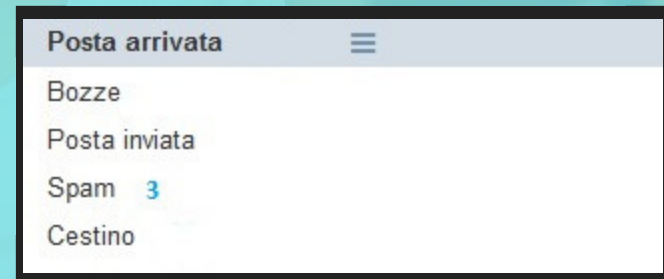 Posta arrivata
Bozze
Posta inviata
Spam 3
Cestino